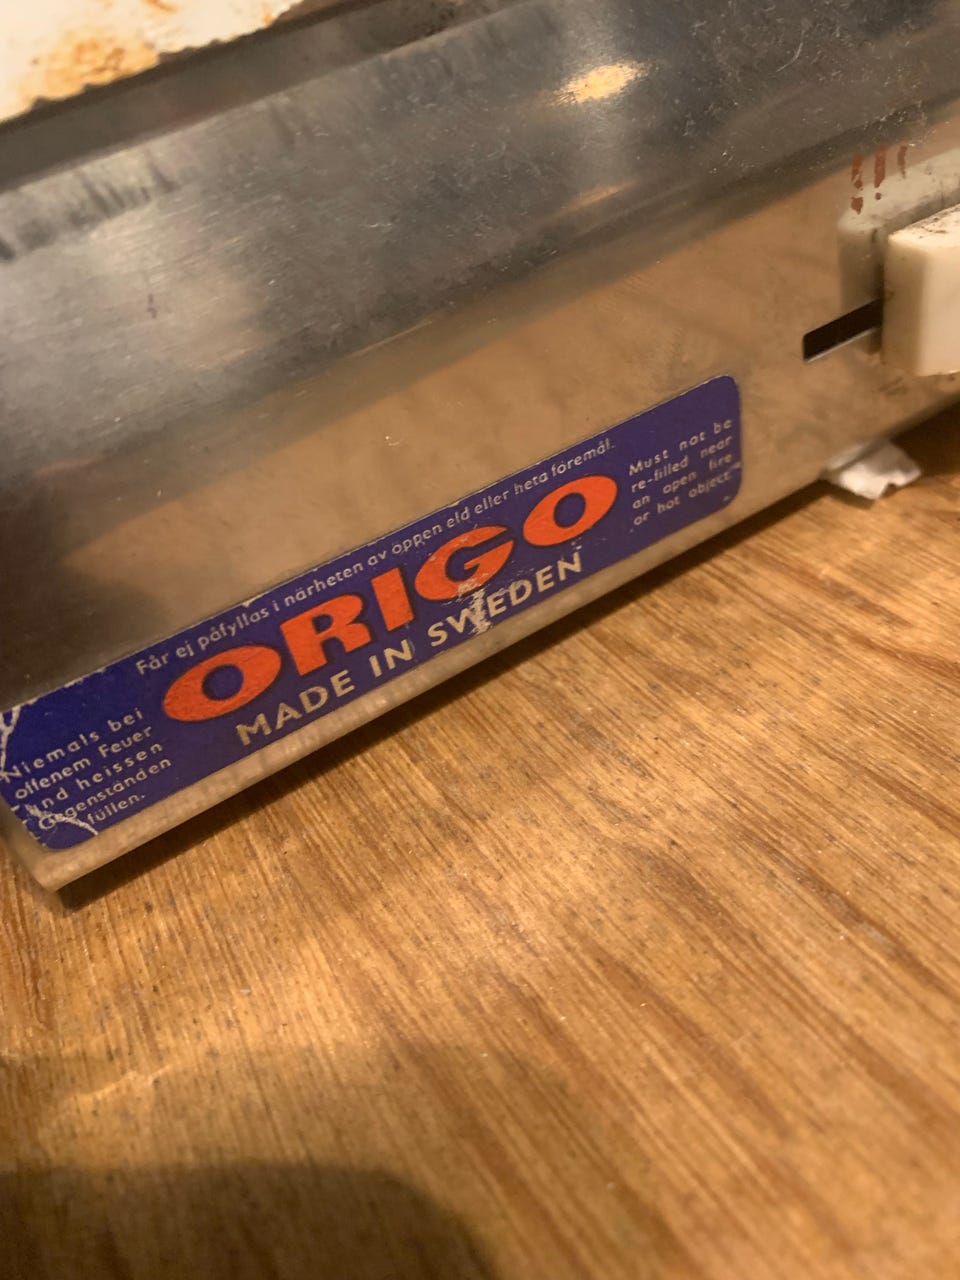 Får ej påfyllas i närheten av öppen eld eller heta föremål.
ORIGO
MADE IN SWEDEN
Niemals bei
offenem Feuer
und heissen
Gegenständen
füllen.
Must not be
re-filled near
an open fire
or hot object.